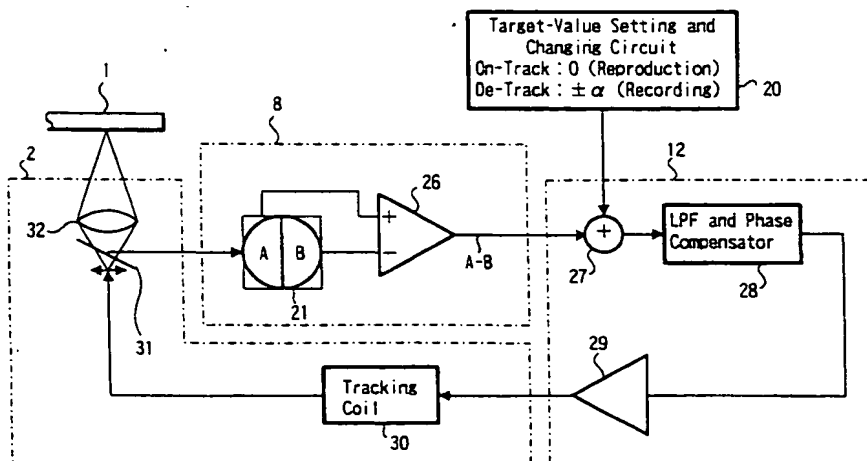 Target-Value Setting and
Changing Circuit
On-Track : 0 (Reproduction)
De-Track : ± α (Recording)
20
1
8
12
2
26
32
A
B
+
−
A-B
+
27
LPF and Phase
Compensator
28
21
31
29
Tracking
Coil
30